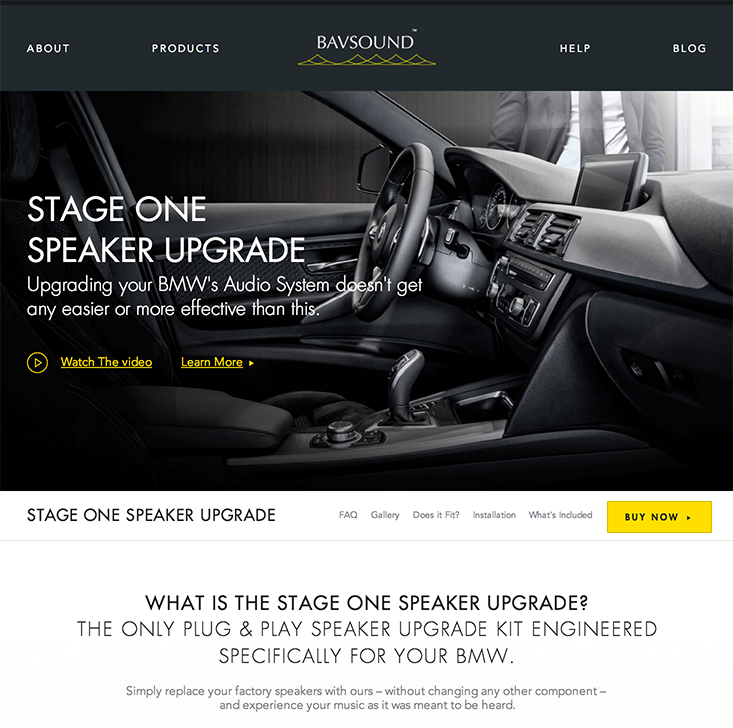 ABOUT
PRODUCTS
BAVSOUND™
HELP
BLOG
STAGE ONE
SPEAKER UPGRADE
Upgrading your BMW's Audio System doesn't get
any easier or more effective than this.
Watch The video
Learn More
STAGE ONE SPEAKER UPGRADE
FAQ
Gallery
Does it Fit?
Installation
What's Included
BUY NOW
WHAT IS THE STAGE ONE SPEAKER UPGRADE?
THE ONLY PLUG & PLAY SPEAKER UPGRADE KIT ENGINEERED
SPECIFICALLY FOR YOUR BMW.
Simply replace your factory speakers with ours – without changing any other component –
and experience your music as it was meant to be heard.